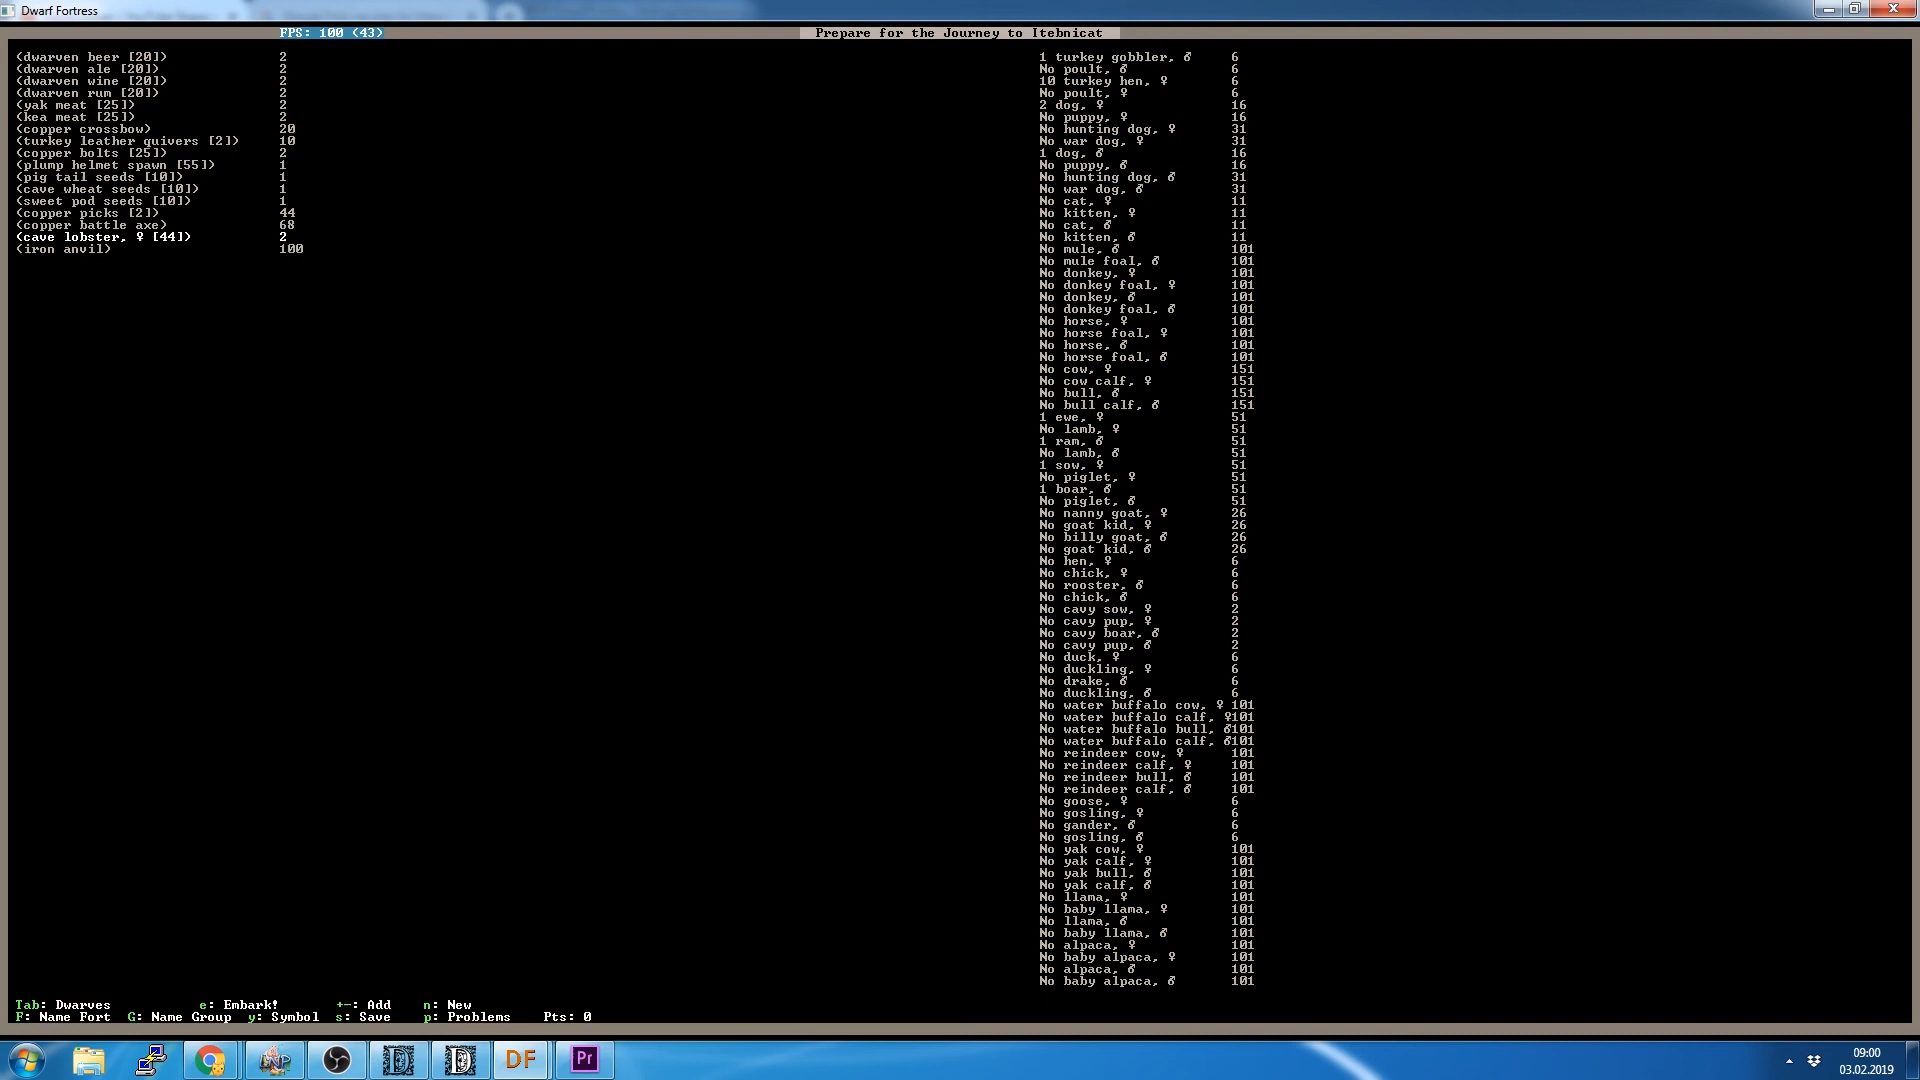 Dwarf Fortress
FPS: 100 (43)
Prepare for the Journey to Itebnicat
(dwarven beer [20]) 2
(dwarven ale [20]) 2
(dwarven wine [20]) 2
(dwarven rum [20]) 2
(yak meat [25]) 2
(kea meat [25]) 2
(copper crossbow) 20
(turkey leather quivers [2]) 10
(copper bolts [25]) 2
(plump helmet spawn [55]) 1
(pig tail seeds [10]) 1
(cave wheat seeds [10]) 1
(sweet pod seeds [10]) 1
(copper picks [2]) 44
(copper battle axe) 68
(cave lobster, ♀ [44]) 2
(iron anvil) 100
1 turkey gobbler, ♂ 6
No poult, ♂ 6
10 turkey hen, ♀ 6
No poult, ♀ 6
2 dog, ♀ 16
No puppy, ♀ 16
No hunting dog, ♀ 31
No war dog, ♀ 31
1 dog, ♂ 16
No puppy, ♂ 16
No hunting dog, ♂ 31
No war dog, ♂ 31
No cat, ♀ 11
No kitten, ♀ 11
No cat, ♂ 11
No kitten, ♂ 11
No mule, ♂ 101
No mule foal, ♂ 101
No donkey, ♀ 101
No donkey foal, ♀ 101
No donkey, ♂ 101
No donkey foal, ♂ 101
No horse, ♀ 101
No horse foal, ♀ 101
No horse, ♂ 101
No horse foal, ♂ 101
No cow, ♀ 151
No cow calf, ♀ 151
No bull, ♂ 151
No bull calf, ♂ 151
1 ewe, ♀ 51
No lamb, ♀ 51
1 ram, ♂ 51
No lamb, ♂ 51
1 sow, ♀ 51
No piglet, ♀ 51
1 boar, ♂ 51
No piglet, ♂ 51
No nanny goat, ♀ 26
No goat kid, ♀ 26
No billy goat, ♂ 26
No goat kid, ♂ 26
No hen, ♀ 6
No chick, ♀ 6
No rooster, ♂ 6
No chick, ♂ 6
No cavy sow, ♀ 2
No cavy pup, ♀ 2
No cavy boar, ♂ 2
No cavy pup, ♂ 2
No duck, ♀ 6
No duckling, ♀ 6
No drake, ♂ 6
No duckling, ♂ 6
No water buffalo cow, ♀ 101
No water buffalo calf, ♀101
No water buffalo bull, ♂101
No water buffalo calf, ♂101
No reindeer cow, ♀ 101
No reindeer calf, ♀ 101
No reindeer bull, ♂ 101
No reindeer calf, ♂ 101
No goose, ♀ 6
No gosling, ♀ 6
No gander, ♂ 6
No gosling, ♂ 6
No yak cow, ♀ 101
No yak calf, ♀ 101
No yak bull, ♂ 101
No yak calf, ♂ 101
No llama, ♀ 101
No baby llama, ♀ 101
No llama, ♂ 101
No baby llama, ♂ 101
No alpaca, ♀ 101
No baby alpaca, ♀ 101
No alpaca, ♂ 101
No baby alpaca, ♂ 101
Tab: Dwarves e: Embark! +-: Add n: New
F: Name Fort G: Name Group y: Symbol s: Save p: Problems Pts: 0
DF
Pr
09:00
03.02.2019